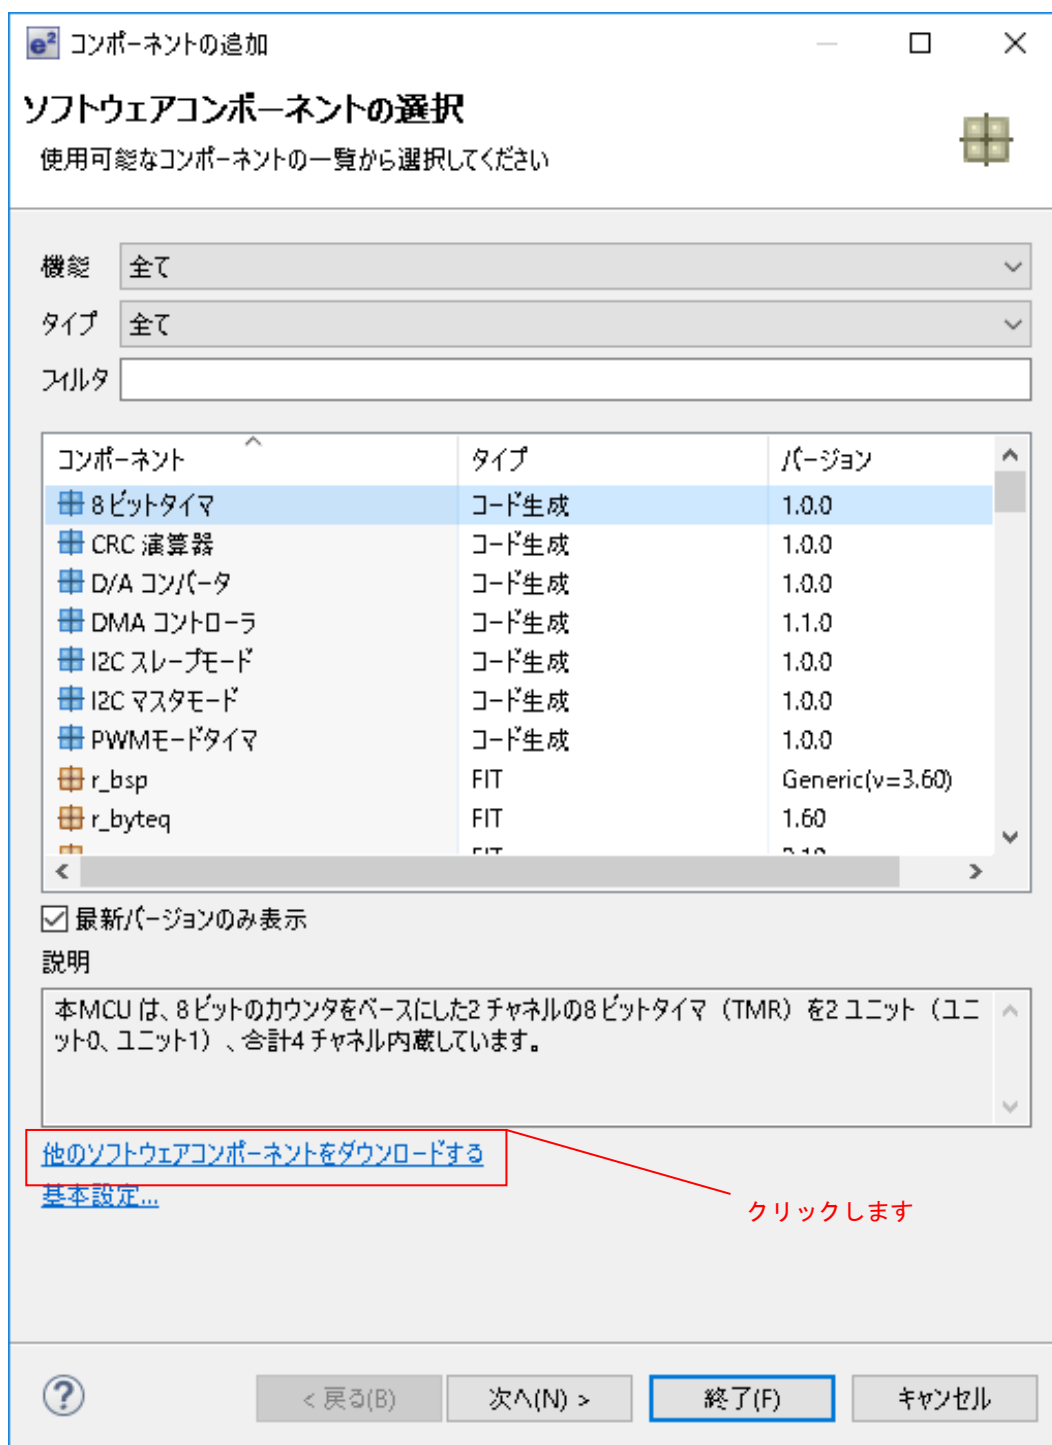 e² コンポーネントの追加
ソフトウェアコンポーネントの選択
使用可能なコンポーネントの一覧から選択してください
機能 全て
タイプ 全て
フィルタ
コンポーネント タイプ バージョン
8 ビットタイマ コード生成 1.0.0
CRC 演算器 コード生成 1.0.0
D/A コンバータ コード生成 1.0.0
DMA コントローラ コード生成 1.1.0
I2C スレーブモード コード生成 1.0.0
I2C マスタモード コード生成 1.0.0
PWMモードタイマ コード生成 1.0.0
r_bsp FIT Generic(v=3.60)
r_byteq FIT 1.60
最新バージョンのみ表示
説明
本MCU は、8 ビットのカウンタをベースにした2 チャネルの8 ビットタイマ（TMR）を2 ユニット（ユニ
ット0、ユニット1）、合計4 チャネル内蔵しています。
他のソフトウェアコンポーネントをダウンロードする
基本設定...
クリックします
? < 戻る(B) 次へ(N) > 終了(F) キャンセル